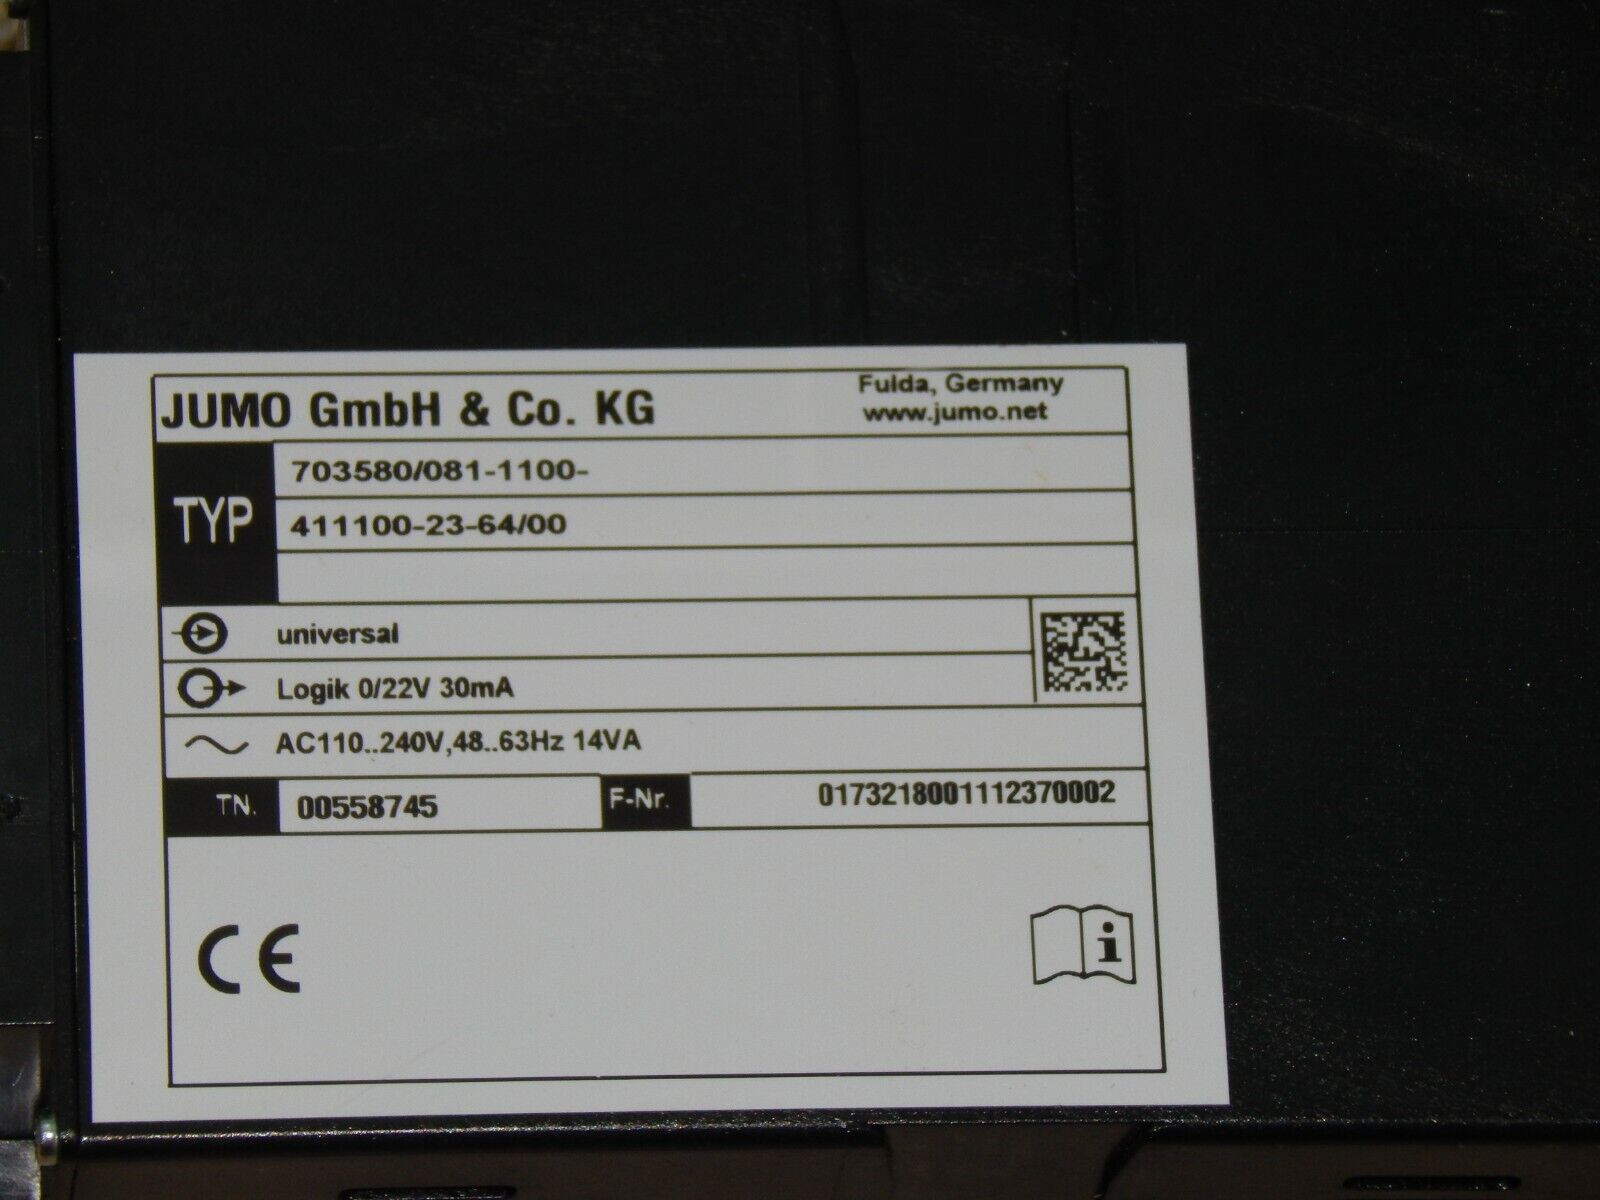 JUMO GmbH & Co. KG
Fulda, Germany
www.jumo.net
TYP
703580/081-1100-
411100-23-64/00
universal
Logik 0/22V 30mA
AC110..240V,48..63Hz 14VA
TN. 00558745 F-Nr. 0173218001112370002
CE
i